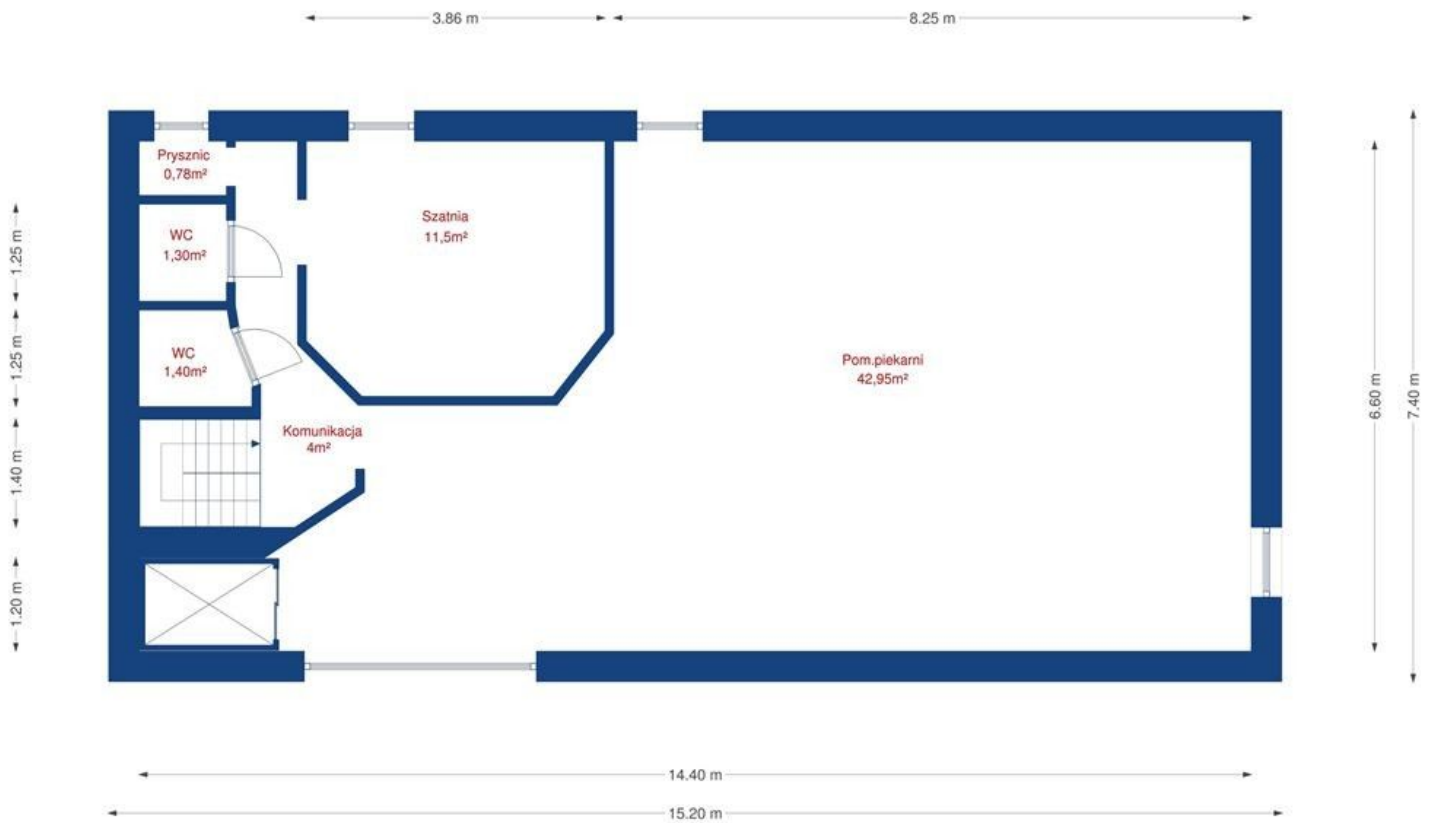 3.86 m
8.25 m
Prysznic
0,78m²
Szatnia
11,5m²
WC
1,30m²
1.25 m
WC
1,40m²
1.25 m
Pom.piekarni
42,95m²
6.60 m
7.40 m
Komunikacja
4m²
1.40 m
1.20 m
14.40 m
15.20 m